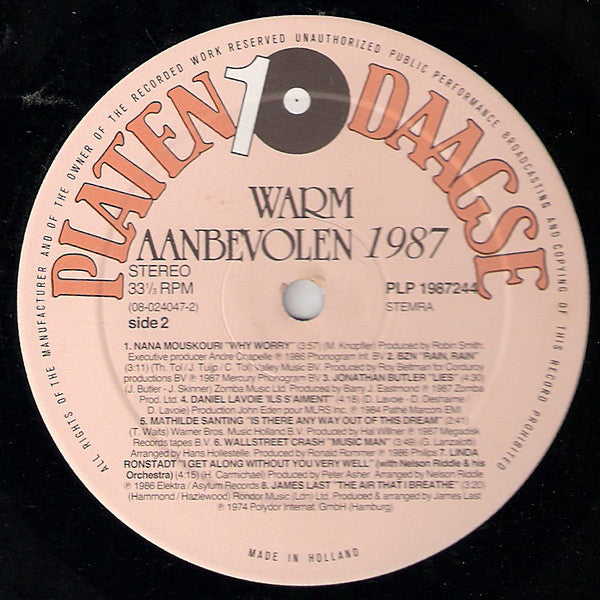 ALL RIGHTS OF THE MANUFACTURER AND OF THE OWNER OF THE RECORDED WORK RESERVED UNAUTHORIZED PUBLIC PERFORMANCE BROADCASTING AND COPYING OF THIS RECORD PROHIBITED
PLATEN 10 DAAGSE
WARM
AANBEVOLEN 1987
STEREO
33⅓ RPM
PLP 1987244
(08-024047-2)
STEMRA
side 2
1. NANA MOUSKOURI "WHY WORRY" (3:57) (M. Knopfler) Produced by Robin Smith.
Executive producer Andre Chapelle ℗ 1986 Phonogram Int. BV 2. BZN "RAIN, RAIN"
(3:11) (Th. Tol / J. Tuijp / C. Tol) Valley Music BV Produced by Roy Beltman for Corduroy
productions BV ℗ 1987 Mercury Phonogram BV 3. JONATHAN BUTLER "LIES" (4:30)
(J. Butler - J. Skinner) Zomba Music Ltd. Produced by Barry Eastmond ℗ 1987 Zomba
Prod. Ltd. 4. DANIEL LAVOIE "ILS S'AIMENT" (4:18) (D. Lavoie - D. Deshaime /
D. Lavoie) Production John Eden pour MLRS Inc. ℗ 1984 Pathe Marconi EMI
5. MATHILDE SANTING "IS THERE ANY WAY OUT OF THIS DREAM" (2:41)
(T. Waits) Warner Bros. Music Holland B.V. Produced by Hal Willner ℗ 1987 Megadisk
Records tapes B.V. 6. WALLSTREET CRASH "MUSIC MAN" (3:49) (G. Lanzalotti)
Arranged by Hans Hollestelle. Produced by Ronald Rommer ℗ 1986 Philips 7. LINDA
RONSTADT "I GET ALONG WITHOUT YOU VERY WELL" (with Nelson Riddle & his
Orchestra) (4:15) (H. Carmichael) Produced by Peter Asher Arranged by Nelson Riddle
℗ 1986 Elektra / Asylum Records 8. JAMES LAST "THE AIR THAT I BREATHE" (3:20)
(Hammond / Hazlewood) Rondor Music (Ldn) Ltd. Produced & arranged by James Last
℗ 1974 Polydor Internat. GmbH (Hamburg)
MADE IN HOLLAND